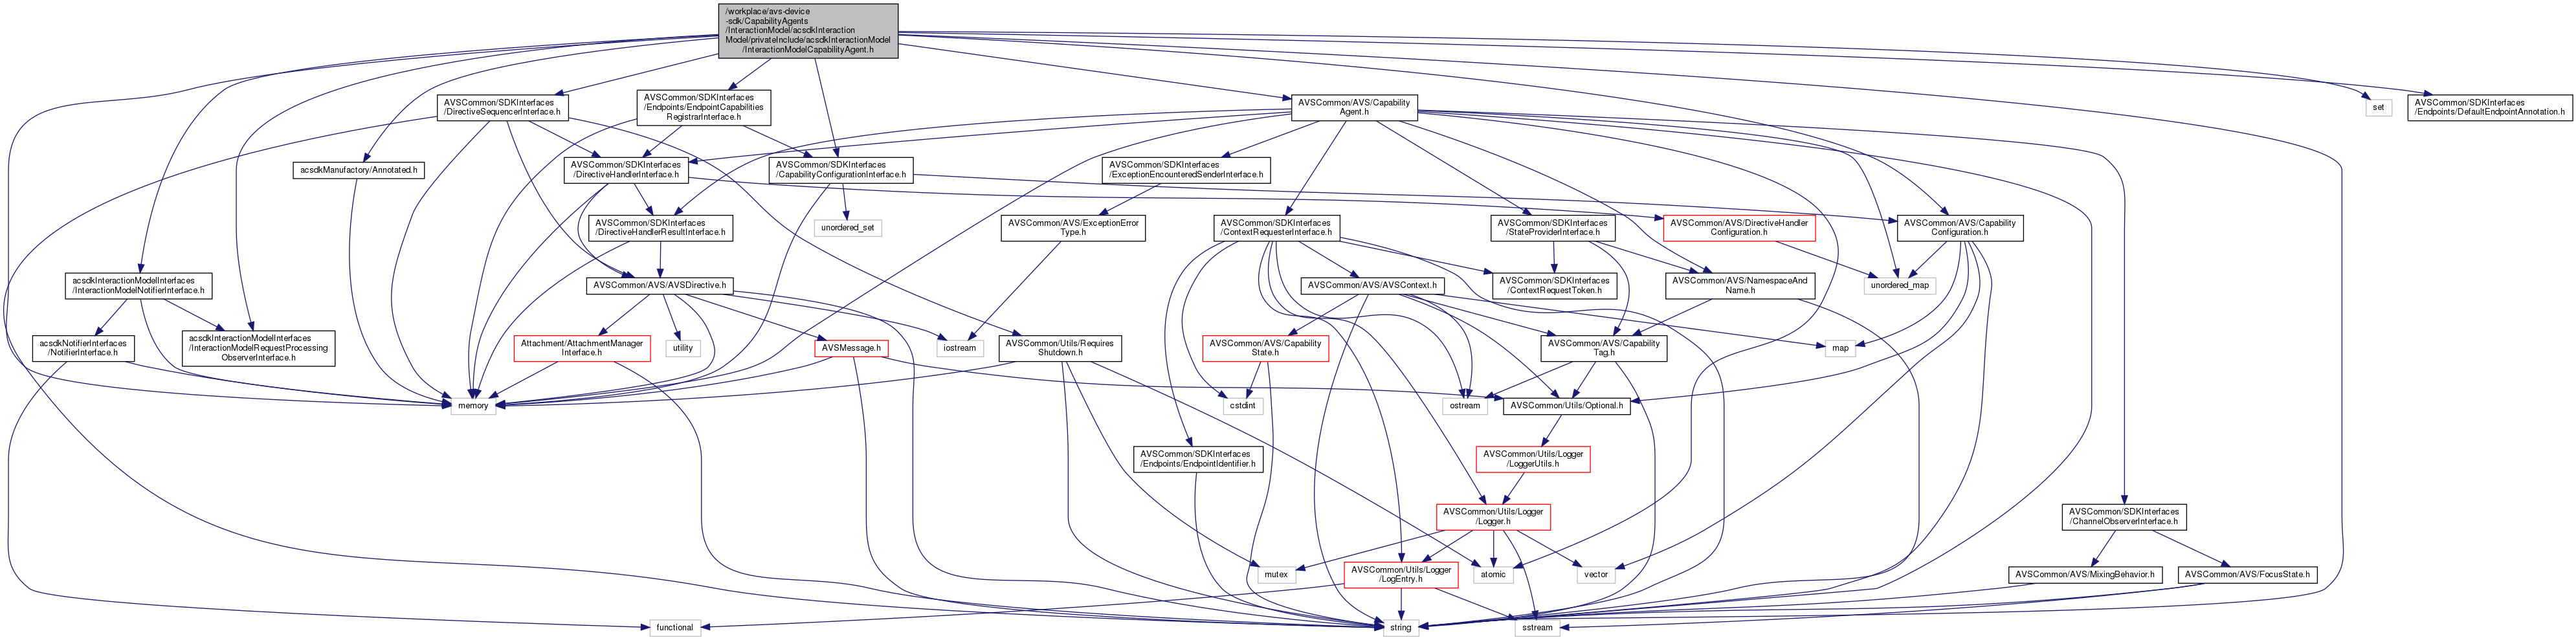 /workplace/avs-device
-sdk/CapabilityAgents
/InteractionModel/acsdkInteraction
Model/privateInclude/acsdkInteractionModel
/InteractionModelCapabilityAgent.h
AVSCommon/SDKInterfaces
/DirectiveSequencerInterface.h
AVSCommon/SDKInterfaces
/Endpoints/EndpointCapabilities
RegistrarInterface.h
AVSCommon/AVS/Capability
Agent.h
set
AVSCommon/SDKInterfaces
/Endpoints/DefaultEndpointAnnotation.h
acsdkManufactory/Annotated.h
AVSCommon/SDKInterfaces
/DirectiveHandlerInterface.h
AVSCommon/SDKInterfaces
/CapabilityConfigurationInterface.h
AVSCommon/SDKInterfaces
/ExceptionEncounteredSenderInterface.h
AVSCommon/SDKInterfaces
/DirectiveHandlerResultInterface.h
unordered_set
AVSCommon/AVS/ExceptionError
Type.h
AVSCommon/SDKInterfaces
/ContextRequesterInterface.h
AVSCommon/SDKInterfaces
/StateProviderInterface.h
AVSCommon/AVS/DirectiveHandler
Configuration.h
AVSCommon/AVS/Capability
Configuration.h
acsdkInteractionModelInterfaces
/InteractionModelNotifierInterface.h
AVSCommon/AVS/AVSDirective.h
AVSCommon/AVS/AVSContext.h
AVSCommon/SDKInterfaces
/ContextRequestToken.h
AVSCommon/AVS/NamespaceAnd
Name.h
unordered_map
acsdkNotifierInterfaces
/NotifierInterface.h
acsdkInteractionModelInterfaces
/InteractionModelRequestProcessing
ObserverInterface.h
Attachment/AttachmentManager
Interface.h
utility
AVSMessage.h
iostream
AVSCommon/Utils/Requires
Shutdown.h
AVSCommon/AVS/Capability
State.h
AVSCommon/AVS/Capability
Tag.h
map
memory
cstdint
ostream
AVSCommon/Utils/Optional.h
AVSCommon/SDKInterfaces
/Endpoints/EndpointIdentifier.h
AVSCommon/Utils/Logger
/LoggerUtils.h
AVSCommon/Utils/Logger
/Logger.h
AVSCommon/SDKInterfaces
/ChannelObserverInterface.h
mutex
AVSCommon/Utils/Logger
/LogEntry.h
atomic
vector
AVSCommon/AVS/MixingBehavior.h
AVSCommon/AVS/FocusState.h
functional
string
sstream